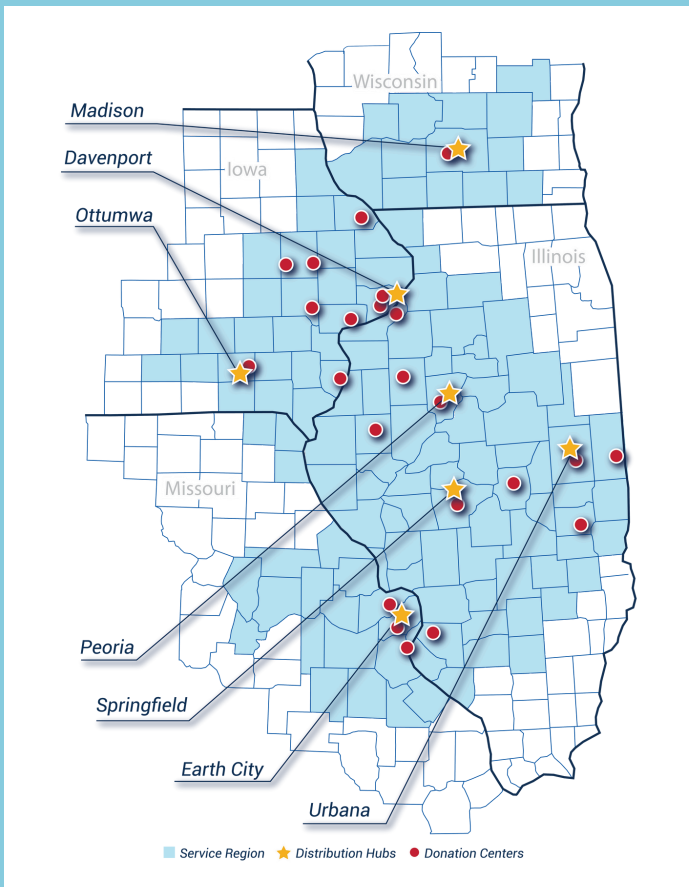 Wisconsin
Madison
Davenport
Iowa
Ottumwa
Illinois
Missouri
Peoria
Springfield
Earth City
Urbana
Service Region Distribution Hubs Donation Centers